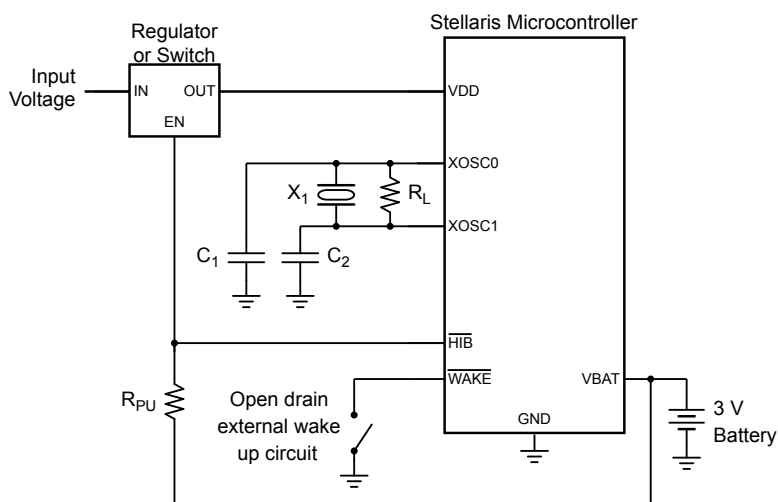 Stellaris Microcontroller
Regulator
or Switch
Input
Voltage
IN
OUT
EN
VDD
XOSC0
X1
RL
XOSC1
C1
C2
HIB
WAKE
VBAT
RPU
Open drain
external wake
up circuit
GND
3 V
Battery